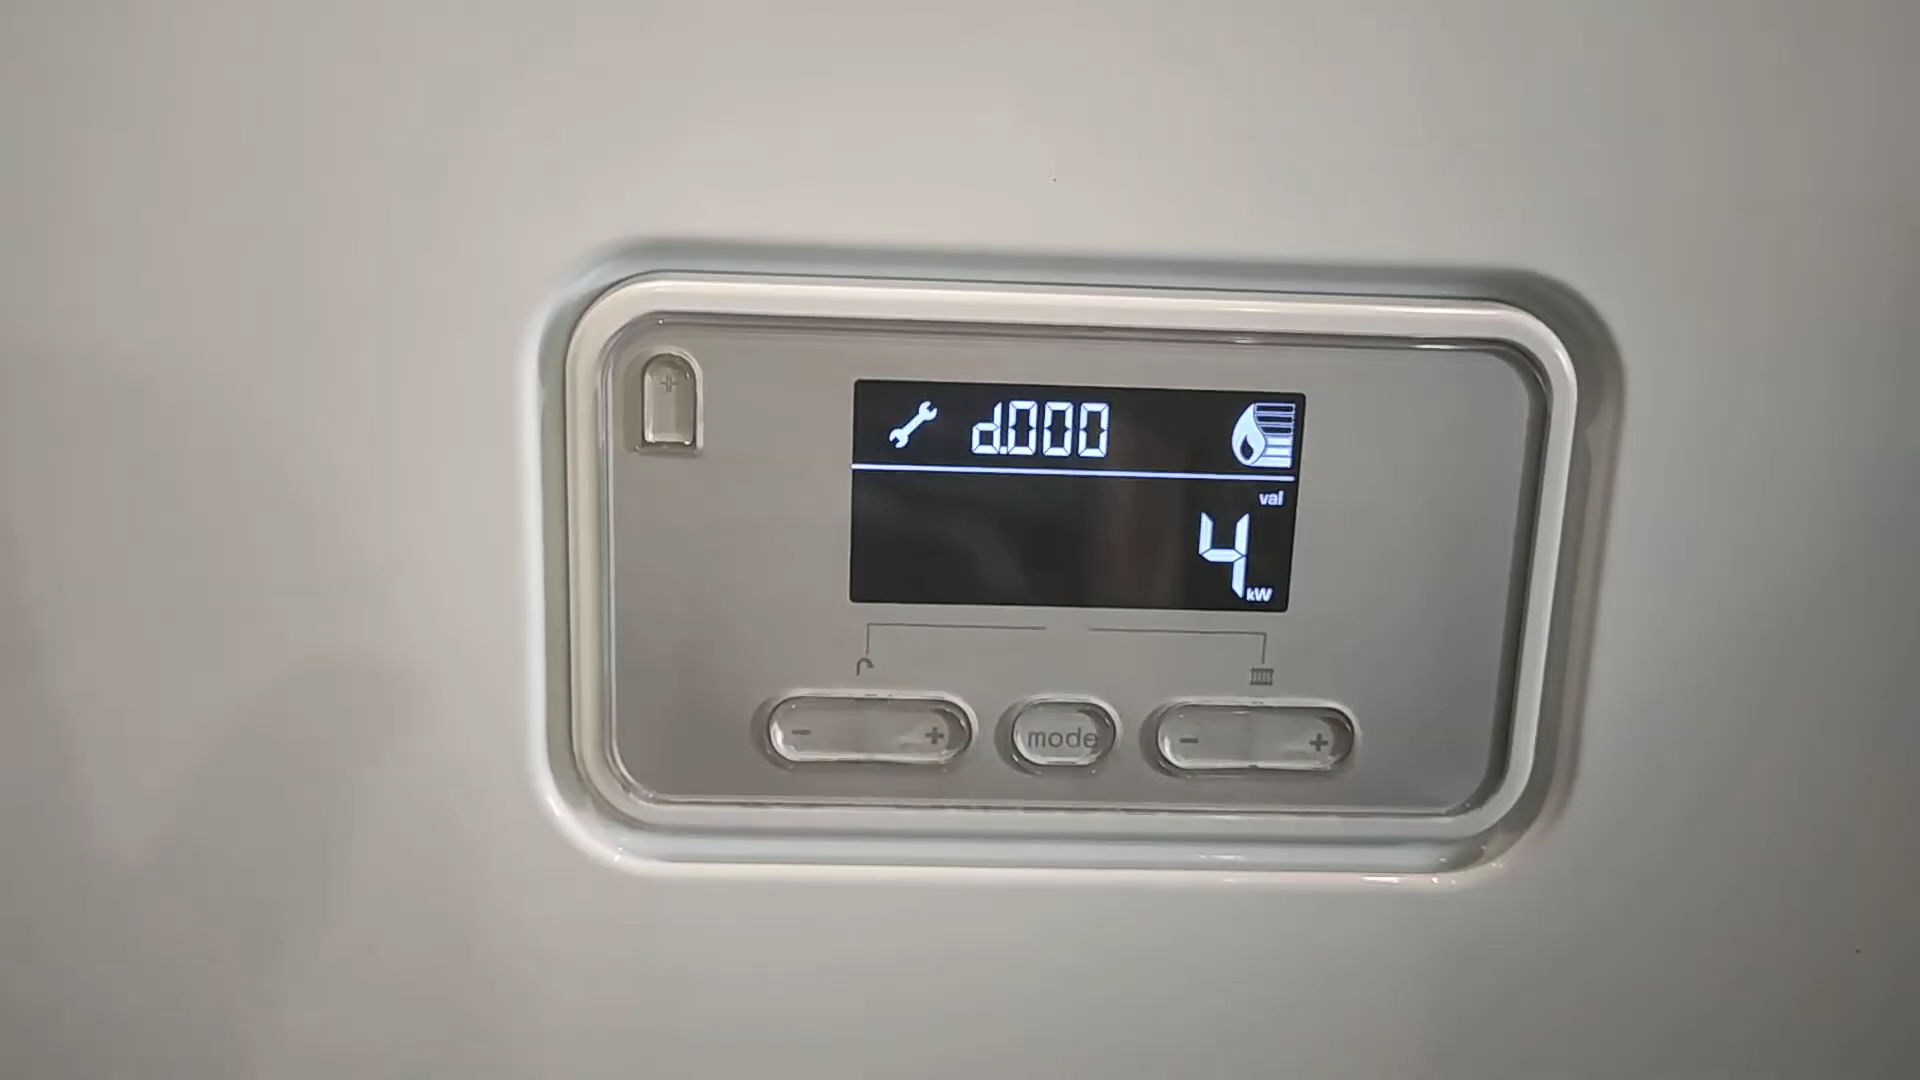 d.000
val
4
kW
- + mode - +